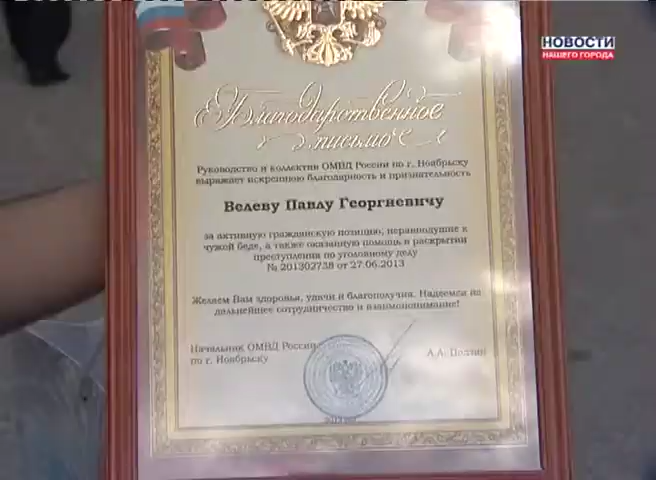 НОВОСТИ
НАШЕГО ГОРОДА
Благодарственное
письмо
Руководство и коллектив ОМВД России по г. Ноябрьску
выражает искреннюю благодарность и признательность
Велеву Павлу Георгиевичу
за активную гражданскую позицию, неравнодушие к
чужой беде, а также оказанную помощь в раскрытии
преступления по уголовному делу
№ 201302738 от 27.06.2013
Желаем Вам здоровья, удачи и благополучия. Надеемся на
дальнейшее сотрудничество и взаимопонимание!
Начальник ОМВД России
по г. Ноябрьску
А.А.